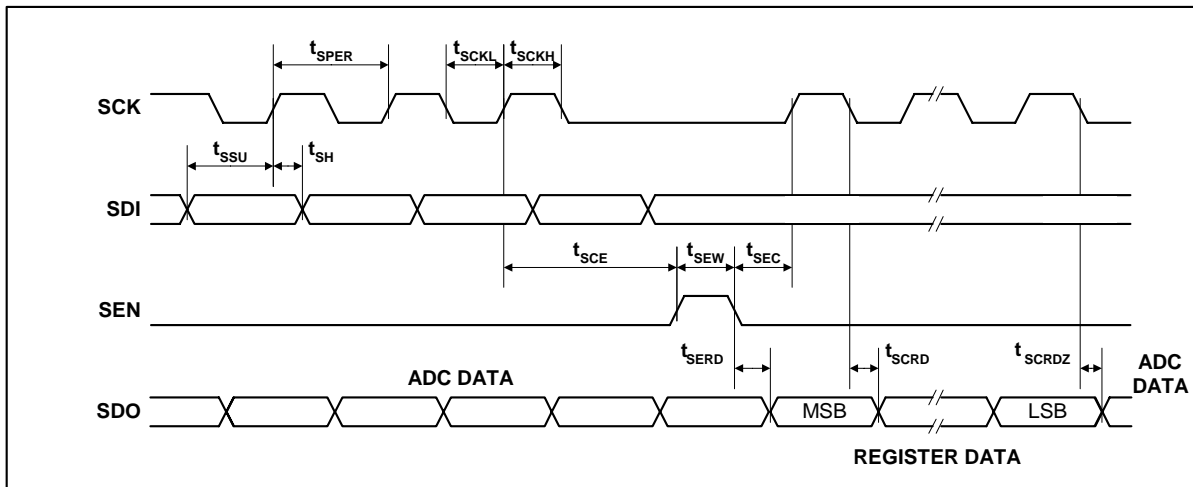 tSPER tSCKL tSCKH
SCK
tSSU tSH
SDI
tSCE tSEW tSEC
SEN
tSERD tSCRD tSCRDZ
ADC DATA
ADC DATA
SDO
MSB LSB
REGISTER DATA